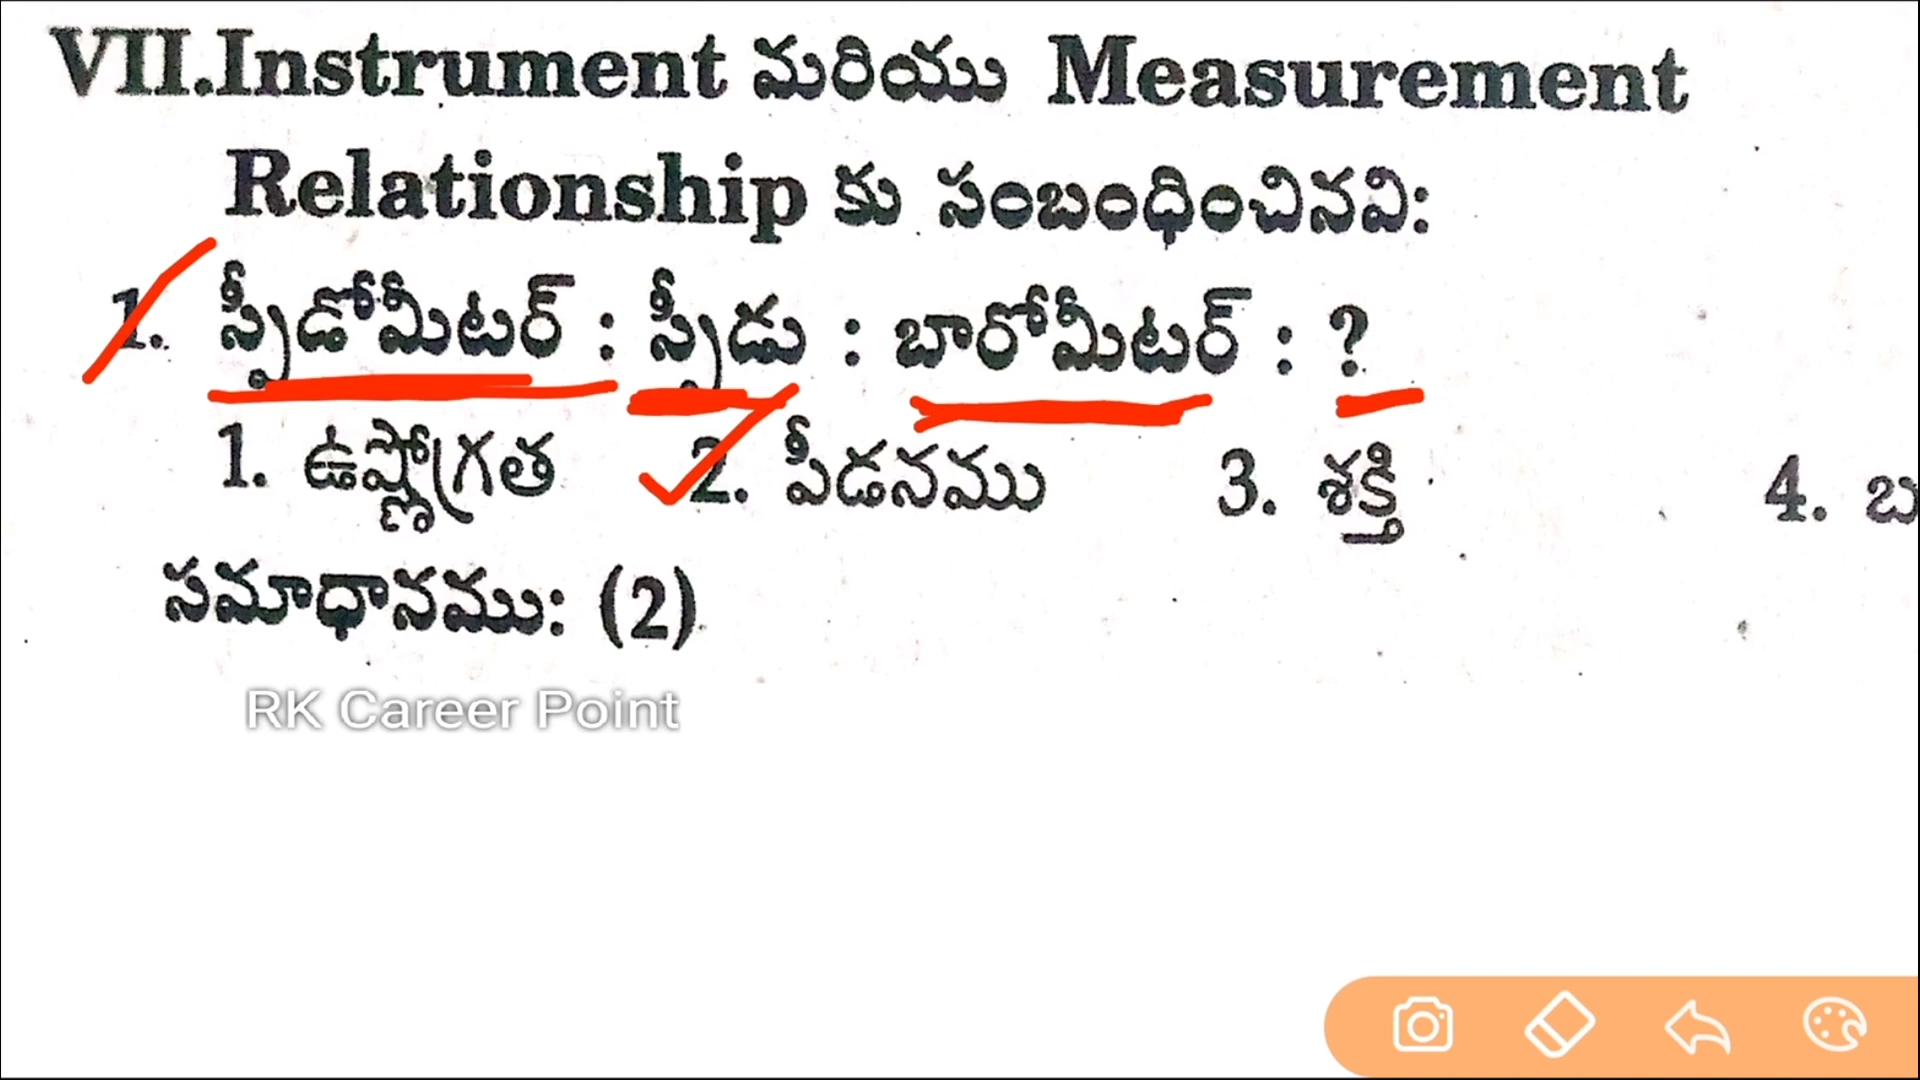 VII.Instrument మరియు Measurement
Relationship కు సంబంధించినవి:
1. స్పీడోమీటర్ : స్పీడు : బారోమీటర్ : ?
1. ఉష్ణోగ్రత 2. పీడనము 3. శక్తి 4.
సమాధానము: (2)
RK Career Point